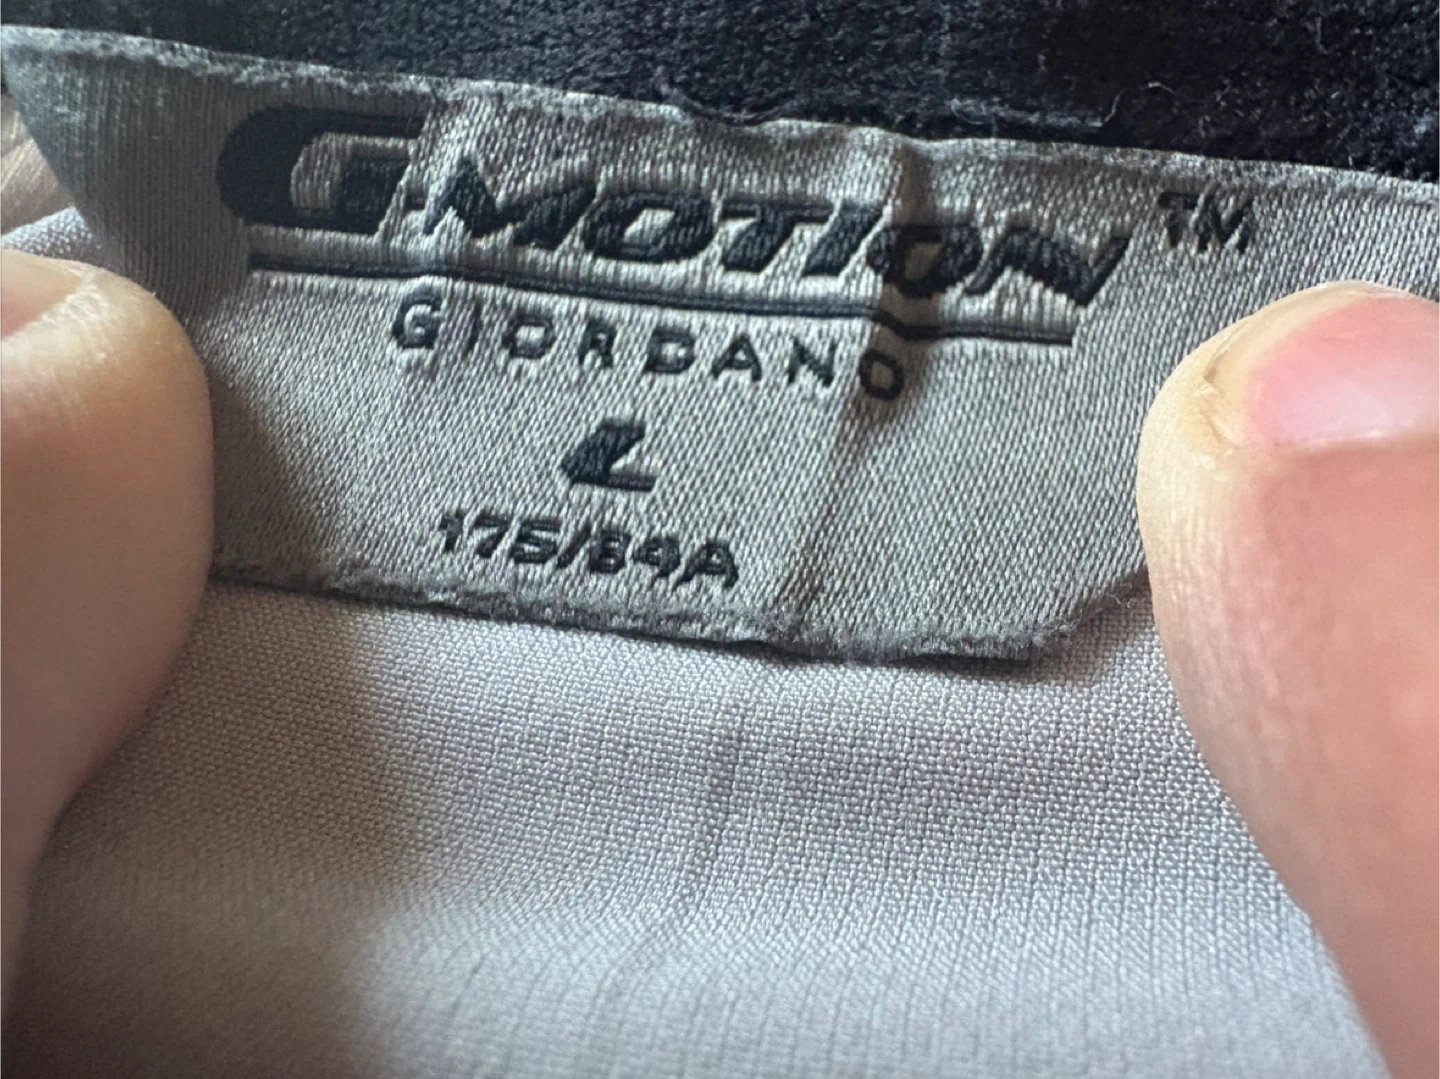 G-MOTION™
GIORDANO
L
175/84A